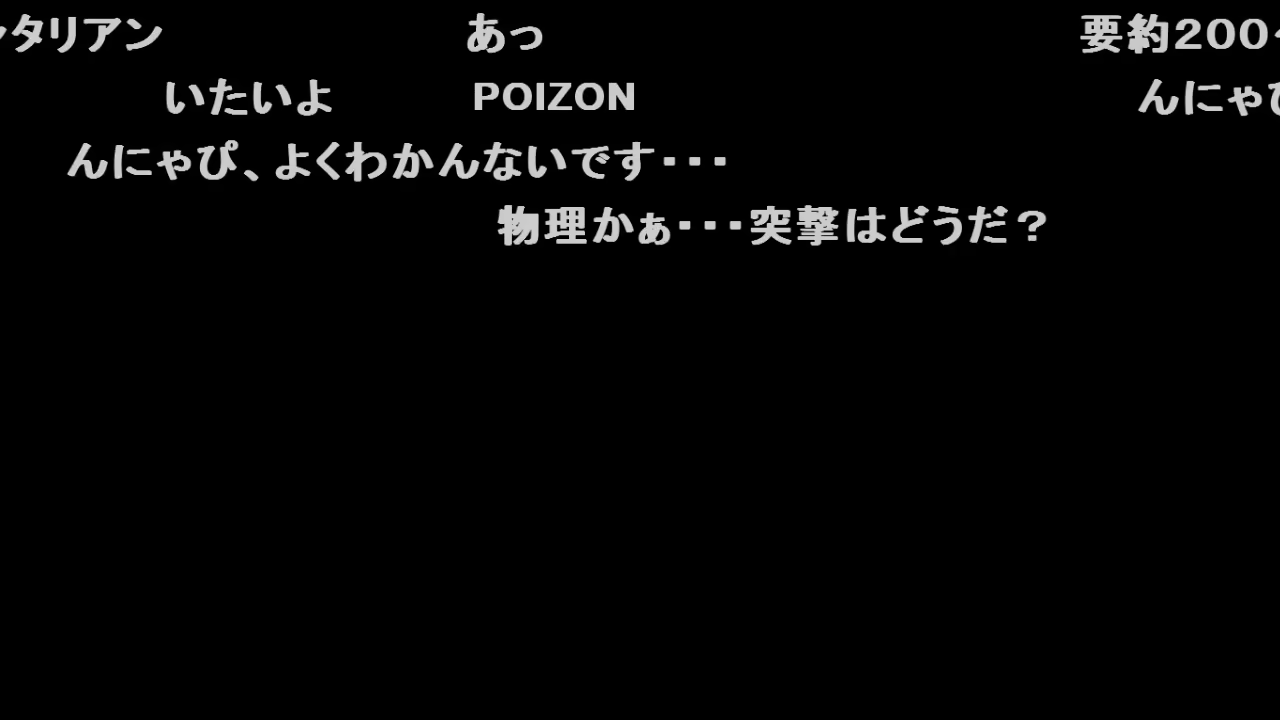 タリアン あっ 要約200
いたいよ POIZON んにゃぴ
んにゃぴ、よくわかんないです・・・
物理かぁ・・・突撃はどうだ？